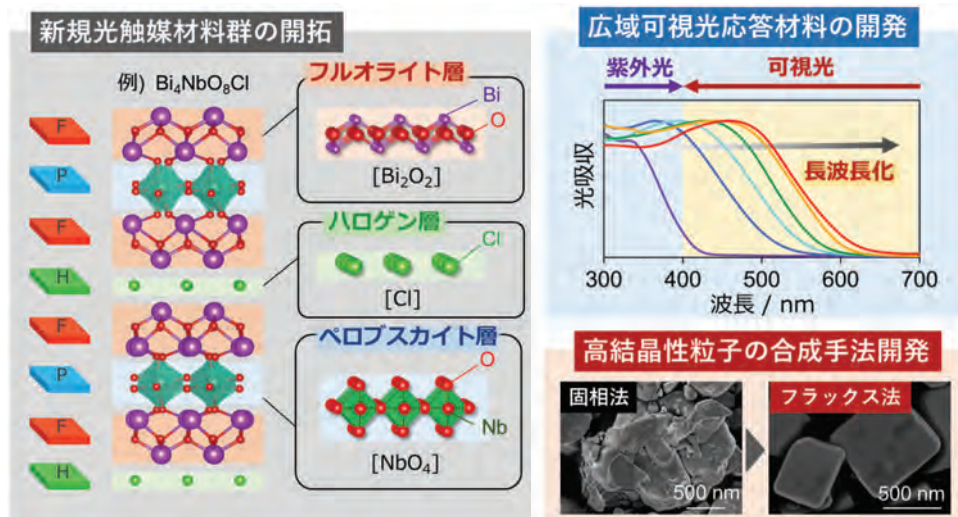 新規光触媒材料群の開拓
例) Bi₄NbO₈Cl
F
P
F
H
F
P
F
H
フルオライト層
Bi
O
[Bi₂O₂]
ハロゲン層
Cl
[Cl]
ペロブスカイト層
O
Nb
[NbO₄]
広域可視光応答材料の開発
紫外光
可視光
光吸収
長波長化
300 400 500 600 700
波長 / nm
高結晶性粒子の合成手法開発
固相法
500 nm
フラックス法
500 nm